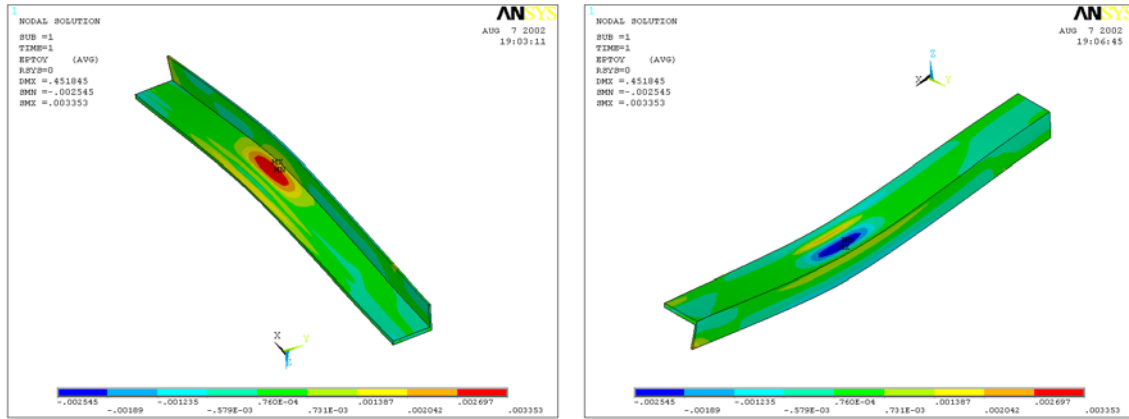 1
NODAL SOLUTION
SUB =1
TIME=1
EPTOY (AVG)
RSYS=0
DMX =.451845
SMN =-.002545
SMX =.003353
ANSYS
AUG 7 2002
19:03:11
MX
MN
X
Y
Z
-.002545 -.001235 .760E-04 .001387 .002697
-.00189 -.579E-03 .731E-03 .002042 .003353
1
NODAL SOLUTION
SUB =1
TIME=1
EPTOY (AVG)
RSYS=0
DMX =.451845
SMN =-.002545
SMX =.003353
ANSYS
AUG 7 2002
19:06:45
Z
X
Y
-.002545 -.001235 .760E-04 .001387 .002697
-.00189 -.579E-03 .731E-03 .002042 .003353